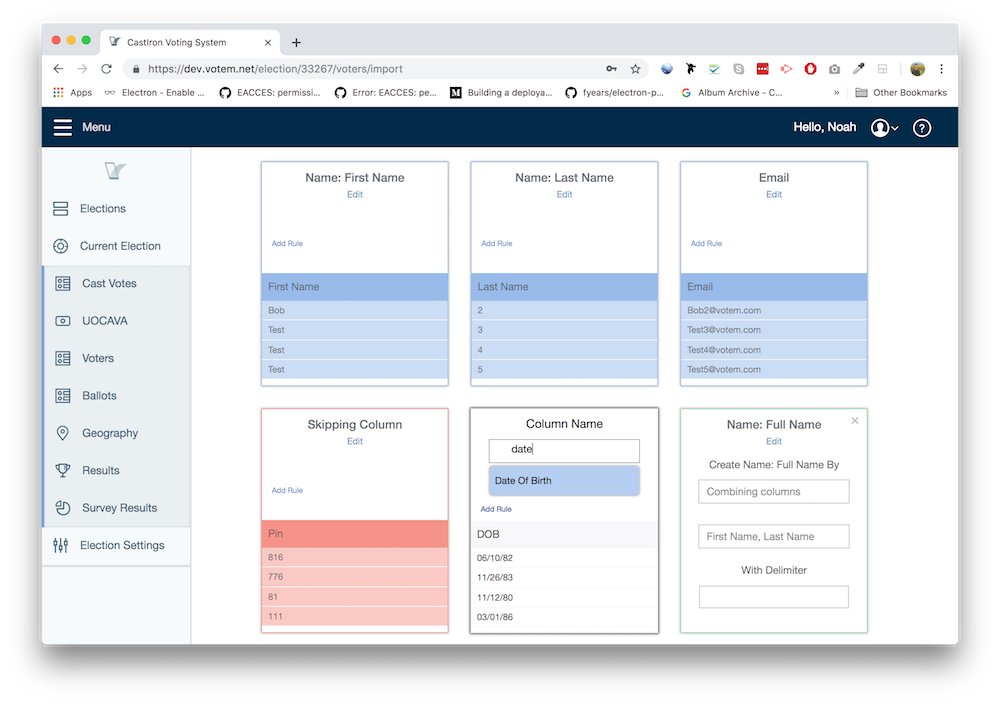 CastIron Voting System
https://dev.votem.net/election/33267/voters/import
Apps
Electron - Enable ...
EACCES: permissi...
Error: EACCES: pe...
Building a deploya...
fyears/electron-p...
Album Archive - C...
»
Other Bookmarks
Menu
Hello, Noah
?
Elections
Current Election
Cast Votes
UOCAVA
Voters
Ballots
Geography
Results
Survey Results
Election Settings
Name: First Name
Edit
Add Rule
First Name
Bob
Test
Test
Test
Name: Last Name
Edit
Add Rule
Last Name
2
3
4
5
Email
Edit
Add Rule
Email
Bob2@votem.com
Test3@votem.com
Test4@votem.com
Test5@votem.com
Skipping Column
Edit
Add Rule
Pin
816
776
81
111
Column Name
date
Date Of Birth
Add Rule
DOB
06/10/82
11/26/83
11/12/80
03/01/86
Name: Full Name
Edit
Create Name: Full Name By
Combining columns
First Name, Last Name
With Delimiter